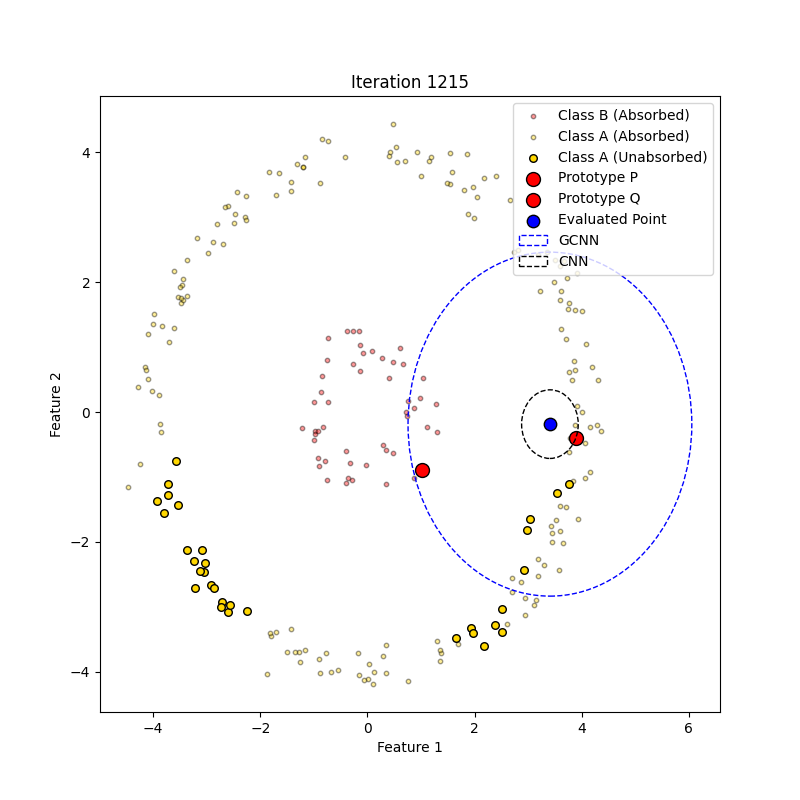 Iteration 1215
Class B (Absorbed)
Class A (Absorbed)
Class A (Unabsorbed)
Prototype P
Prototype Q
Evaluated Point
GCNN
CNN
4
2
0
−2
−4
Feature 2
−4
−2
0
2
4
6
Feature 1